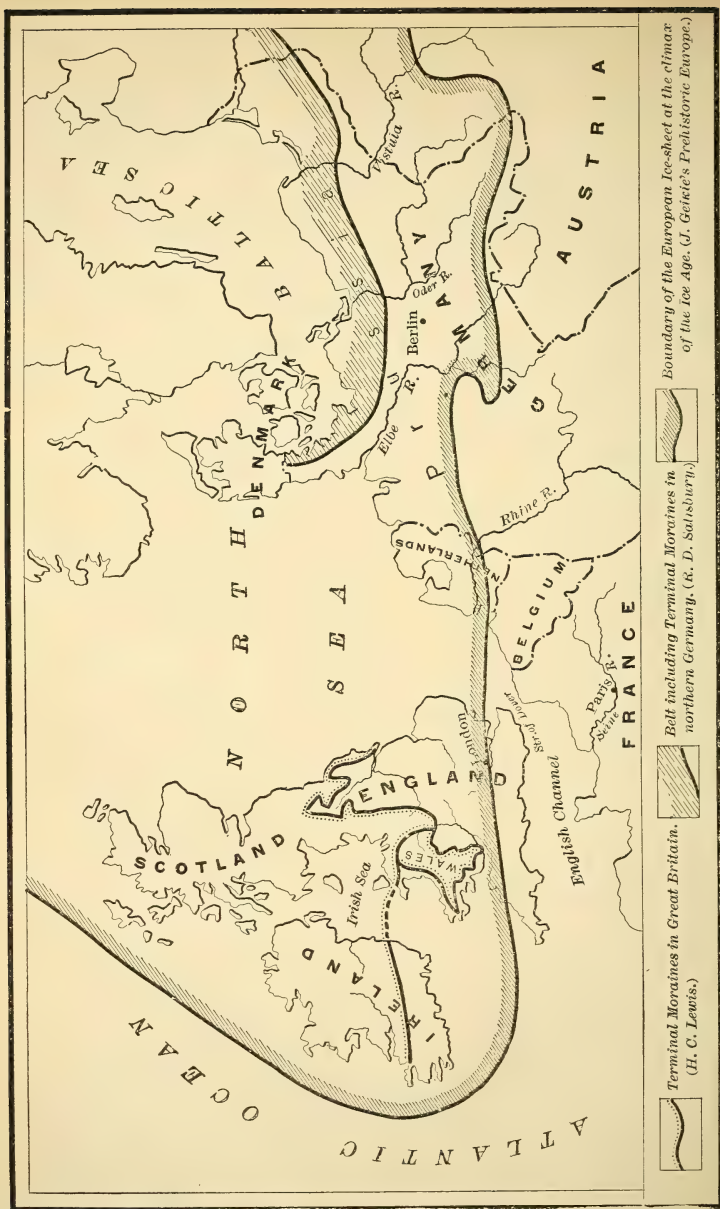 ATLANTIC
OCEAN
SCOTLAND
IRELAND
Irish Sea
ENGLAND
WALES
London
NORTH
SEA
Str. of Dover
English Channel
DENMARK
BALTIC SEA
NETHERLANDS
BELGIUM
Paris
Seine R.
FRANCE
Rhine R.
Elbe R.
Prussia
Berlin
Oder R.
GERMANY
Vistula R.
AUSTRIA
Terminal Moraines in Great Britain.
(H. C. Lewis.)
Belt including Terminal Moraines in
northern Germany. (R. D. Salisbury.)
Boundary of the European Ice-sheet at the climax
of the Ice Age. (J. Geikie's Prehistoric Europe.)